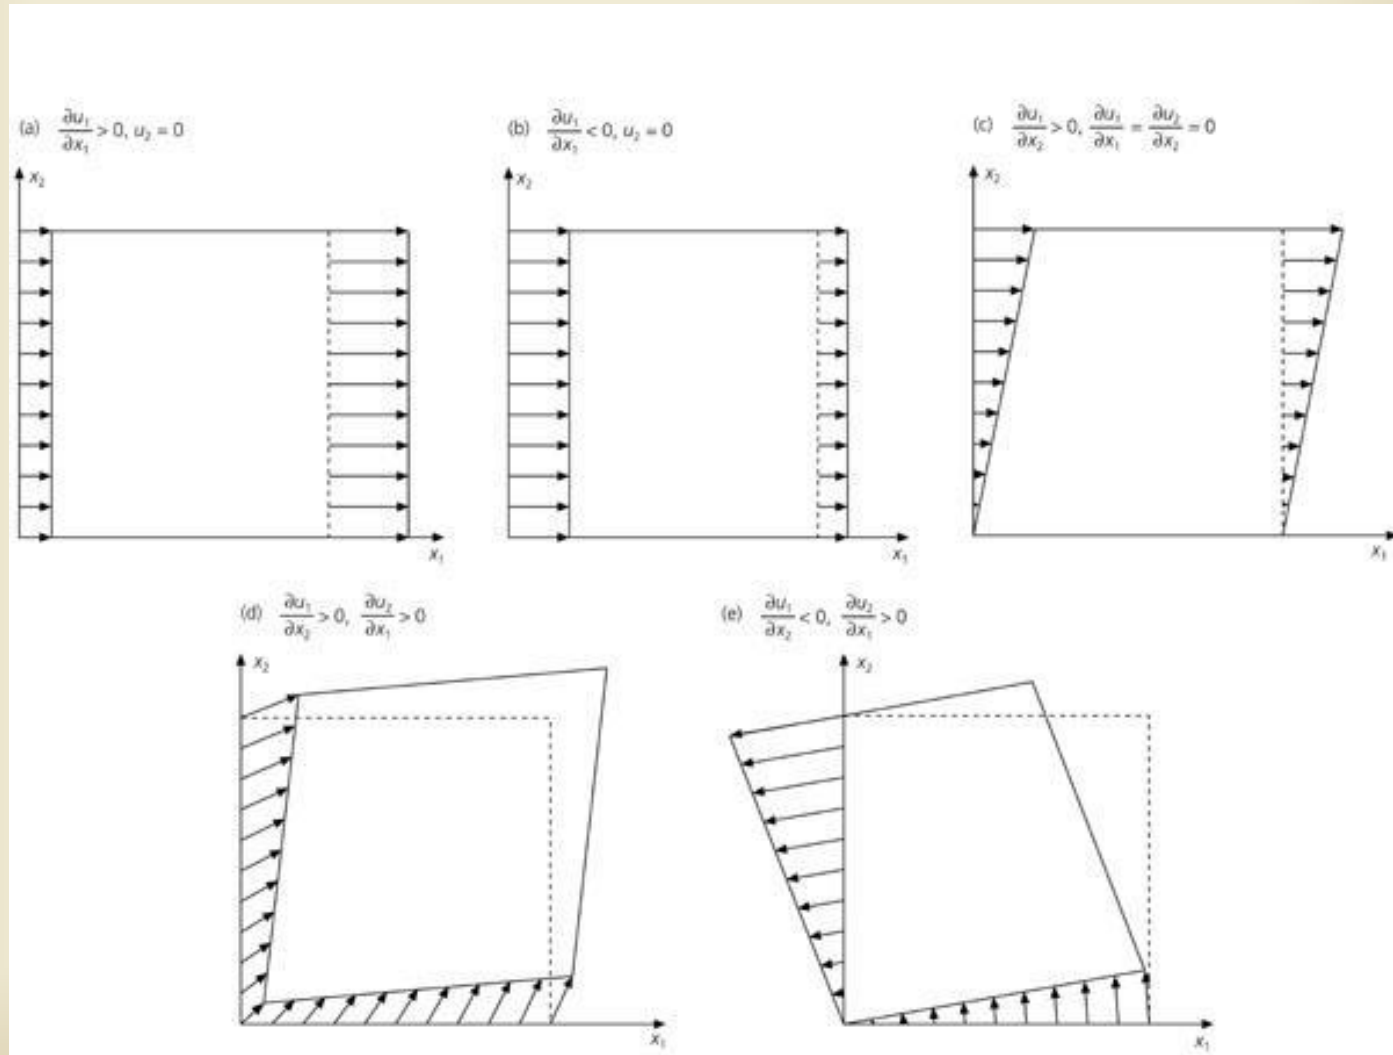 (a) ∂u₁/∂x₁ > 0, u₂ = 0
(b) ∂u₁/∂x₁ < 0, u₂ = 0
(c) ∂u₁/∂x₂ > 0, ∂u₁/∂x₁ = ∂u₂/∂x₂ = 0
x₂
x₂
x₂
x₁
x₁
x₁
(d) ∂u₁/∂x₂ > 0, ∂u₂/∂x₁ > 0
(e) ∂u₁/∂x₂ < 0, ∂u₂/∂x₁ > 0
x₂
x₂
x₁
x₁